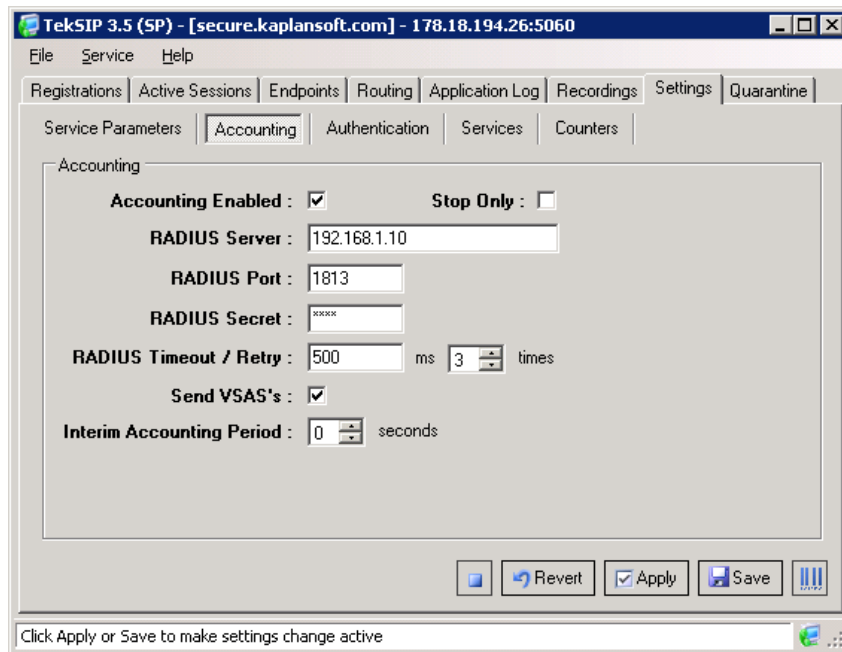 TekSIP 3.5 (SP) - [secure.kaplansoft.com] - 178.18.194.26:5060
File Service Help
Registrations Active Sessions Endpoints Routing Application Log Recordings Settings Quarantine
Service Parameters Accounting Authentication Services Counters
Accounting
Accounting Enabled : Stop Only :
RADIUS Server : 192.168.1.10
RADIUS Port : 1813
RADIUS Secret : ****
RADIUS Timeout / Retry : 500 ms 3 times
Send VSAS's :
Interim Accounting Period : 0 seconds
Revert Apply Save
Click Apply or Save to make settings change active